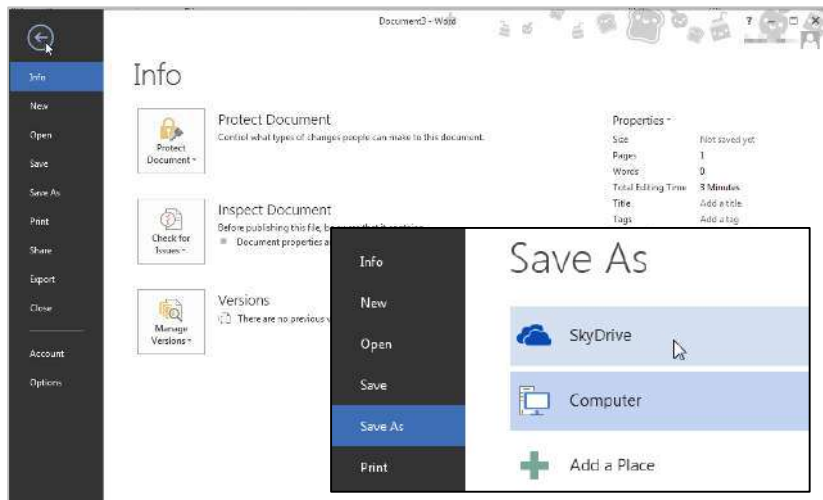 Document3 - Word
?
Info
New
Open
Save
Save As
Print
Share
Export
Close
Account
Options
Info
Protect
Document
Protect Document
Control what types of changes people can make to this document.
Check for
Issues
Inspect Document
Before publishing this file, be aware that it contains
Document properties
Manage
Versions
Versions
There are no previous
Properties
Size Not saved yet
Pages 1
Words 0
Total Editing Time 3 Minutes
Title Add a title
Tags Add a tag
Info
New
Open
Save
Save As
Print
Save As
SkyDrive
Computer
Add a Place